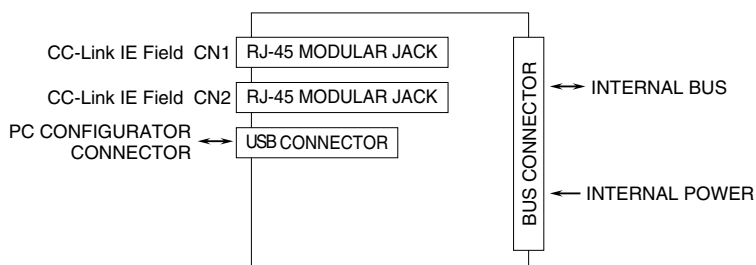 CC-Link IE Field CN1 RJ-45 MODULAR JACK
CC-Link IE Field CN2 RJ-45 MODULAR JACK
PC CONFIGURATOR
CONNECTOR
USB CONNECTOR
BUS CONNECTOR
INTERNAL BUS
INTERNAL POWER